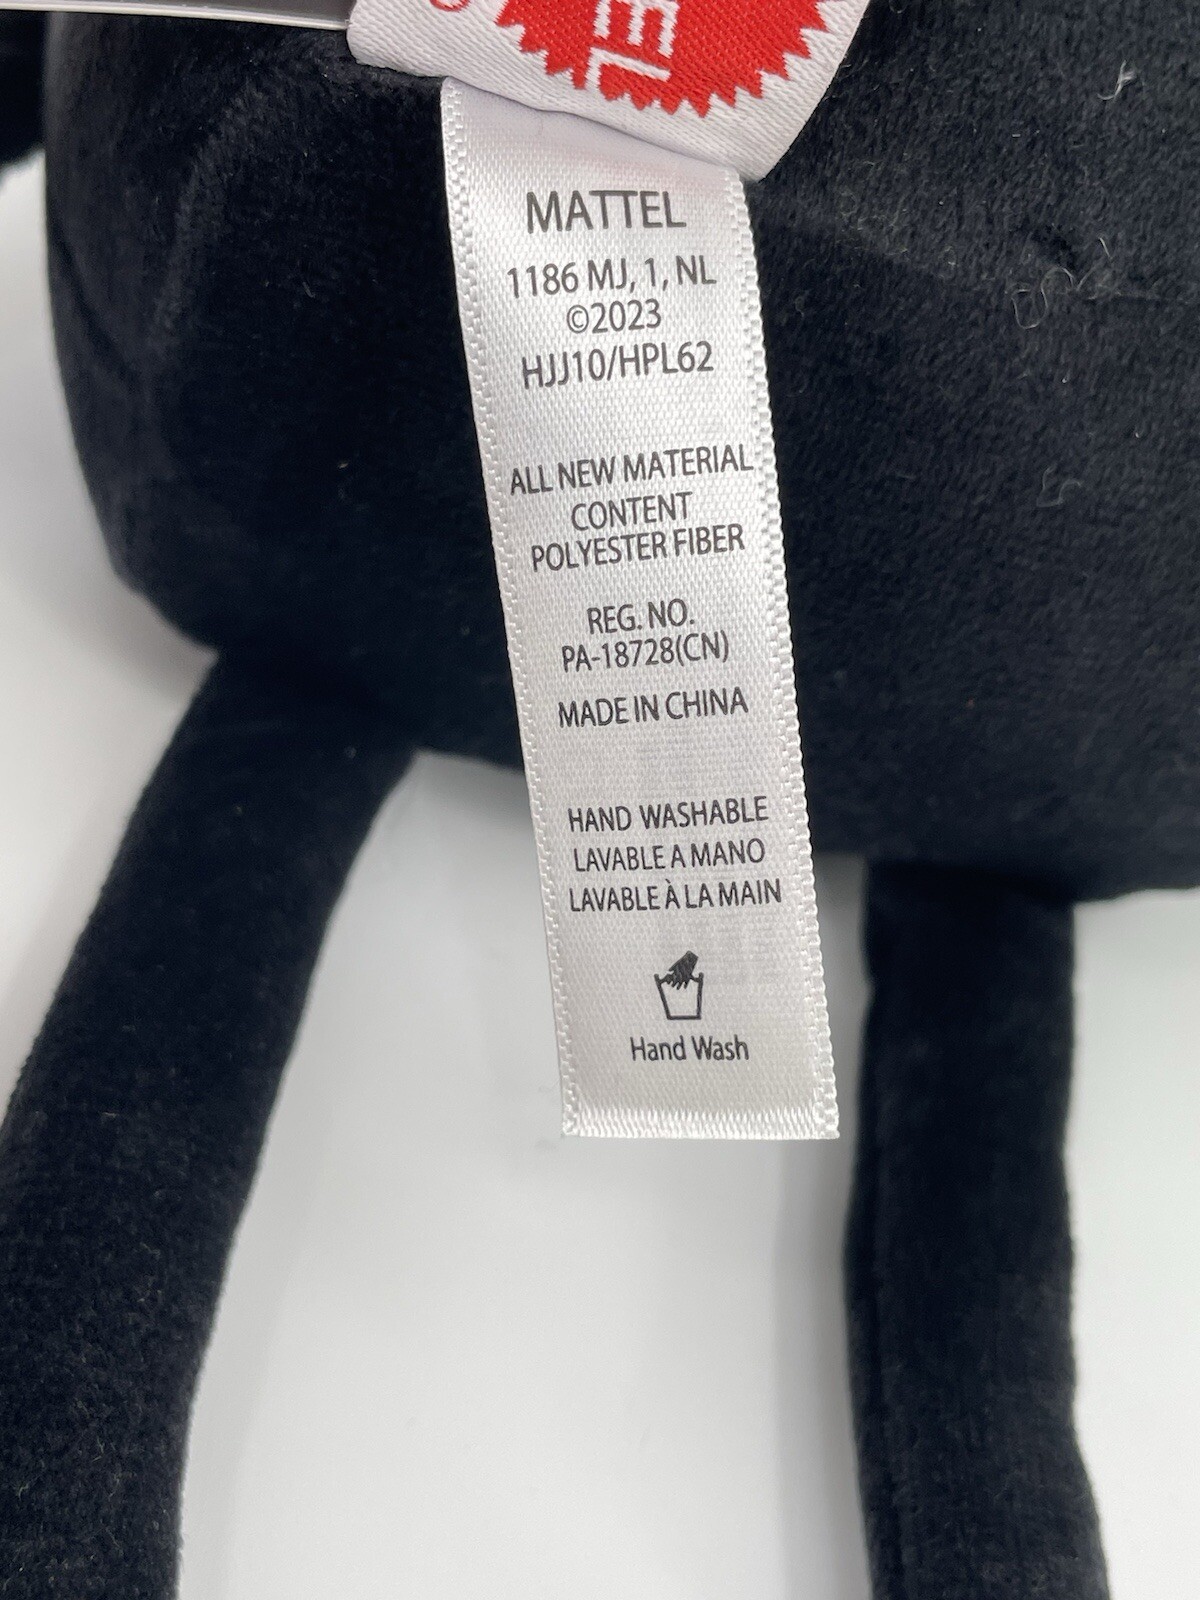 MATTEL
1186 MJ, 1, NL
©2023
HJJ10/HPL62
ALL NEW MATERIAL
CONTENT
POLYESTER FIBER
REG. NO.
PA-18728(CN)
MADE IN CHINA
HAND WASHABLE
LAVABLE A MANO
LAVABLE À LA MAIN
Hand Wash